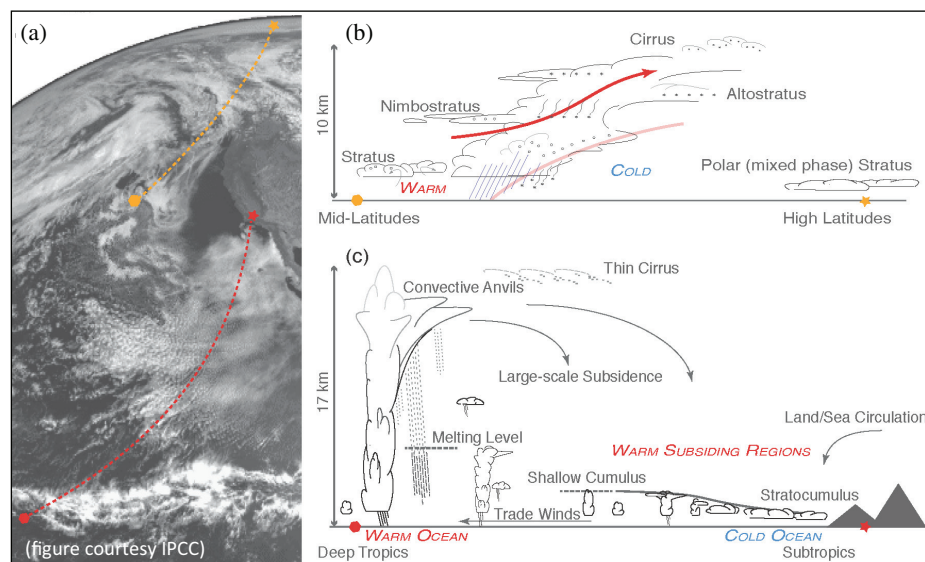 (a)
(figure courtesy IPCC)
(b)
10 km
Cirrus
Altostratus
Nimbostratus
Stratus
WARM
COLD
Polar (mixed phase) Stratus
Mid-Latitudes
High Latitudes
(c)
17 km
Thin Cirrus
Convective Anvils
Large-scale Subsidence
Land/Sea Circulation
Melting Level
WARM SUBSIDING REGIONS
Shallow Cumulus
Stratocumulus
Trade Winds
WARM OCEAN
COLD OCEAN
Deep Tropics
Subtropics